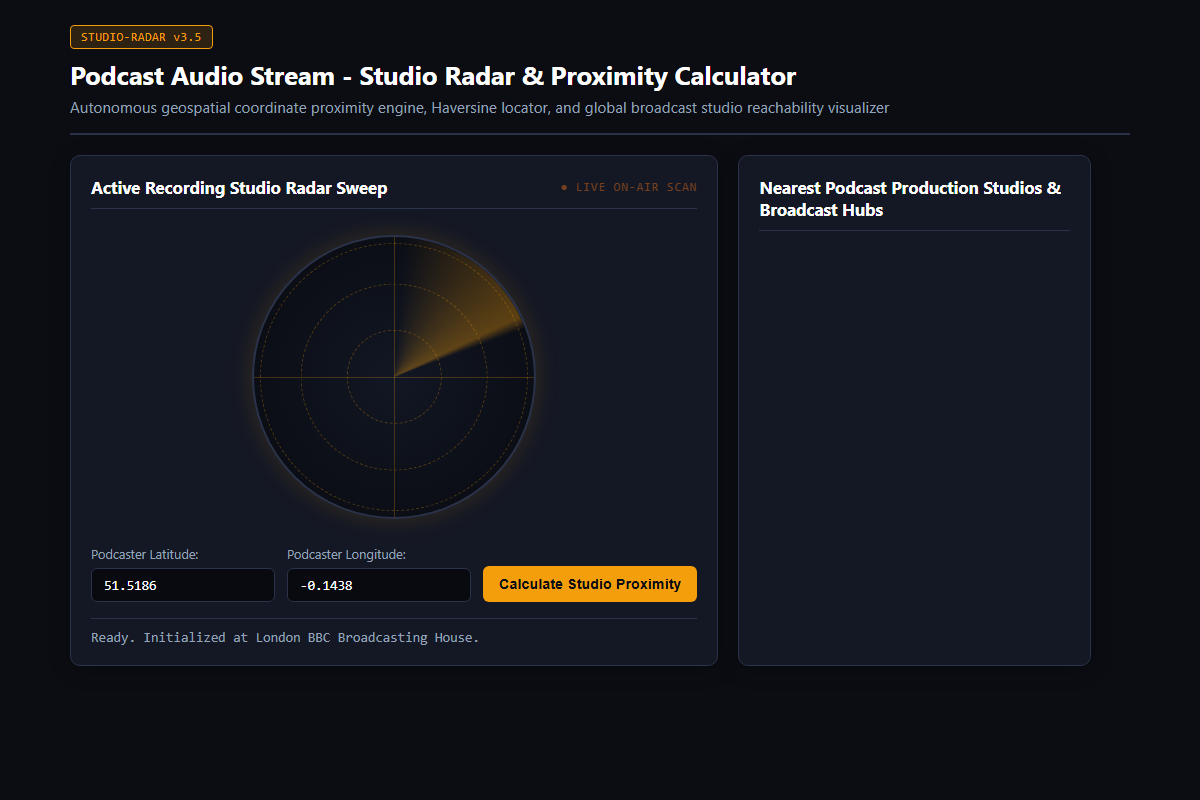 STUDIO-RADAR v3.5
Podcast Audio Stream - Studio Radar & Proximity Calculator
Autonomous geospatial coordinate proximity engine, Haversine locator, and global broadcast studio reachability visualizer
Active Recording Studio Radar Sweep
● LIVE ON-AIR SCAN
Podcaster Latitude:
Podcaster Longitude:
51.5186
-0.1438
Calculate Studio Proximity
Ready. Initialized at London BBC Broadcasting House.
Nearest Podcast Production Studios &
Broadcast Hubs